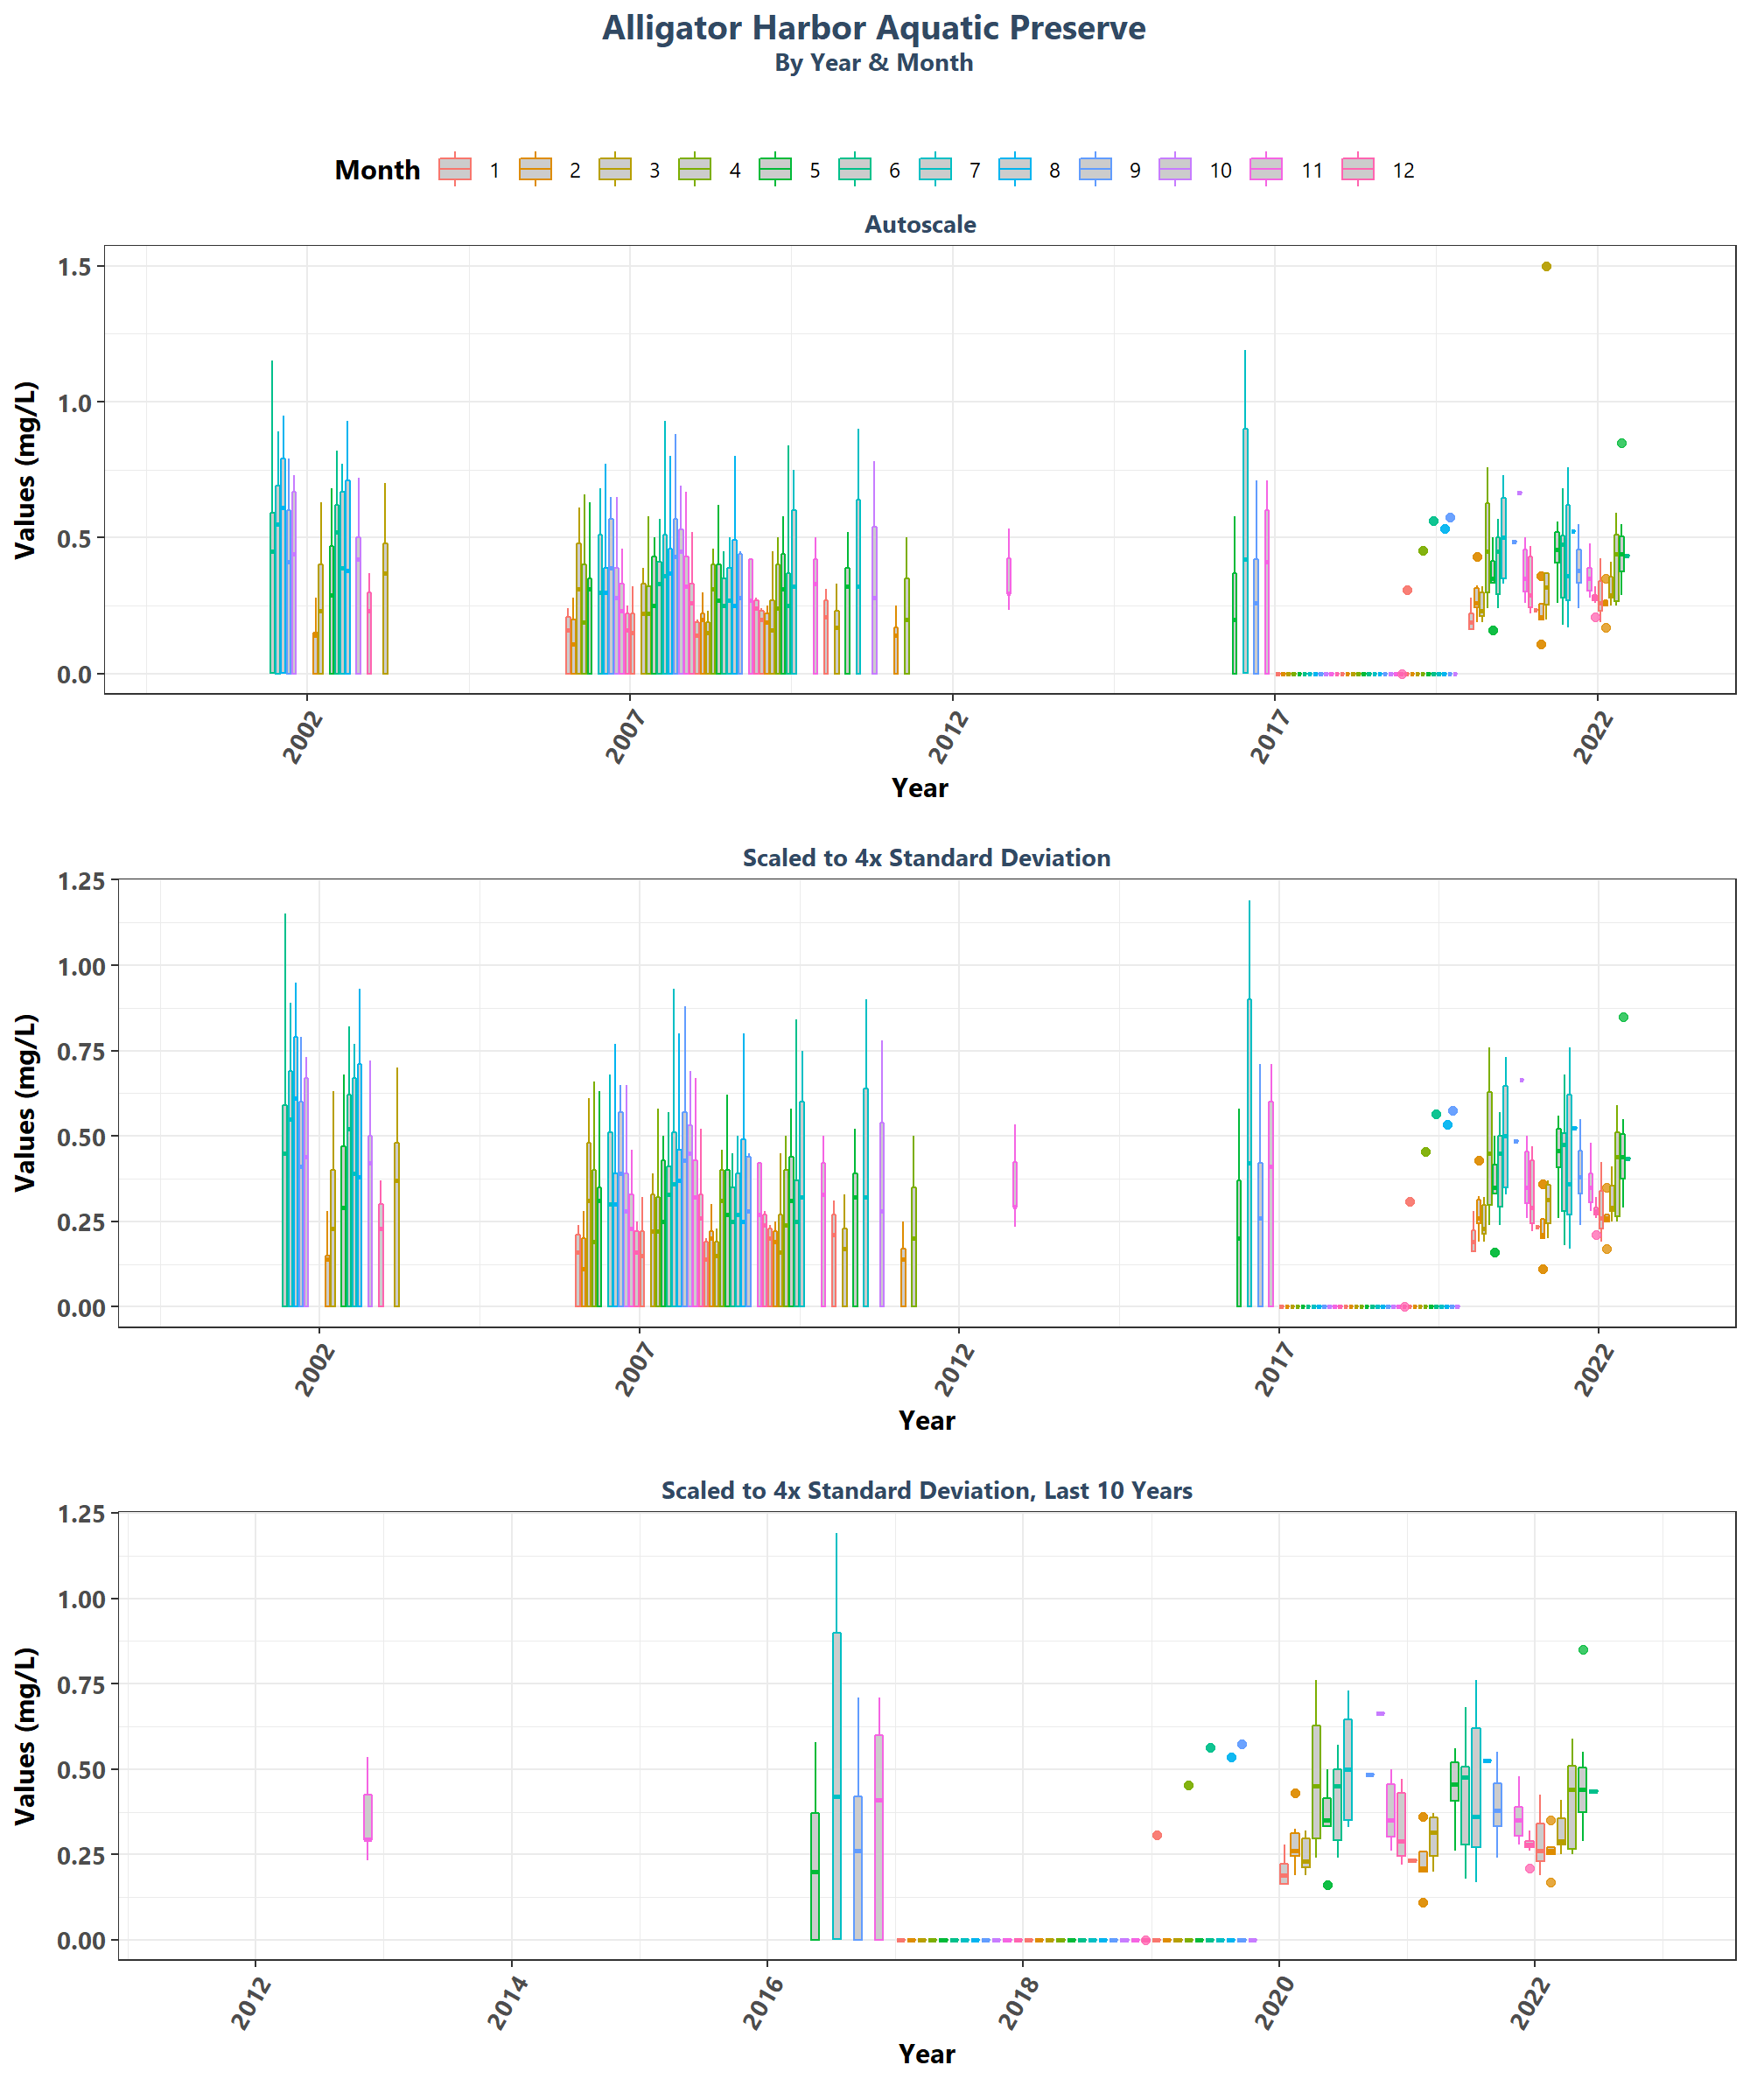 Alligator Harbor Aquatic Preserve
By Year & Month
Month 1 2 3 4 5 6 7 8 9 10 11 12
Autoscale
Values (mg/L)
1.5
1.0
0.5
0.0
2002 2007 2012 2017 2022
Year
Scaled to 4x Standard Deviation
Values (mg/L)
1.25
1.00
0.75
0.50
0.25
0.00
2002 2007 2012 2017 2022
Year
Scaled to 4x Standard Deviation, Last 10 Years
Values (mg/L)
1.25
1.00
0.75
0.50
0.25
0.00
2012 2014 2016 2018 2020 2022
Year